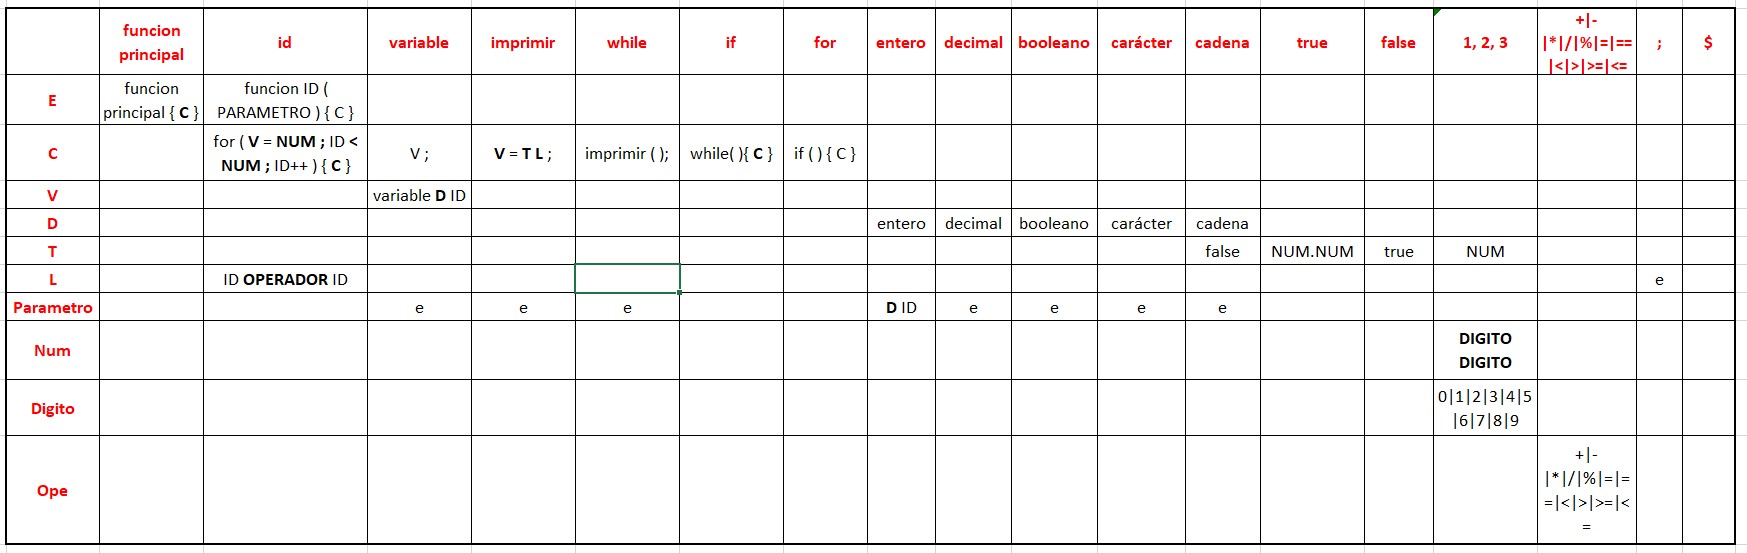 funcion principal	id	variable	imprimir	while	if	for	entero	decimal	booleano	carácter	cadena	true	false	1, 2, 3	+|-|*|/|%|=|==|<|>|>=|<=	;	$
E	funcion principal { C }	funcion ID ( PARAMETRO ) { C }
C	for ( V = NUM ; ID < NUM ; ID++ ) { C }	V ;	V = T L ;	imprimir ( );	while( ){ C }	if ( ) { C }
V	variable D ID
D	entero	decimal	booleano	carácter	cadena
T	false	NUM.NUM	true	NUM
L	ID OPERADOR ID	e
Parametro	e	e	e	D ID	e	e	e	e
Num	DIGITO DIGITO
Digito	0|1|2|3|4|5|6|7|8|9
Ope	+|-|*|/|%|=|==|<|>|>=|<=